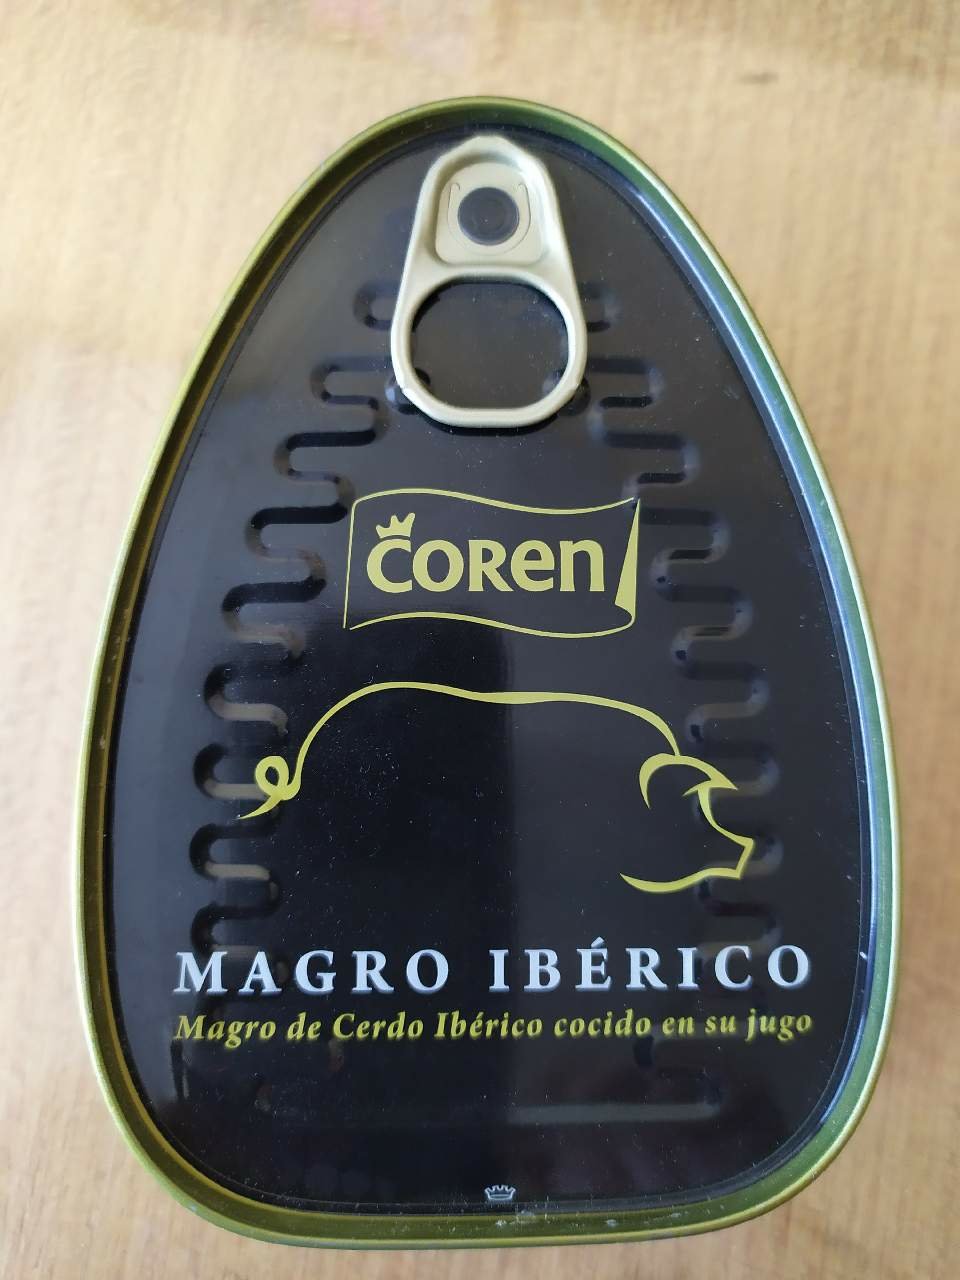 COREN
MAGRO IBÉRICO
Magro de Cerdo Ibérico cocido en su jugo